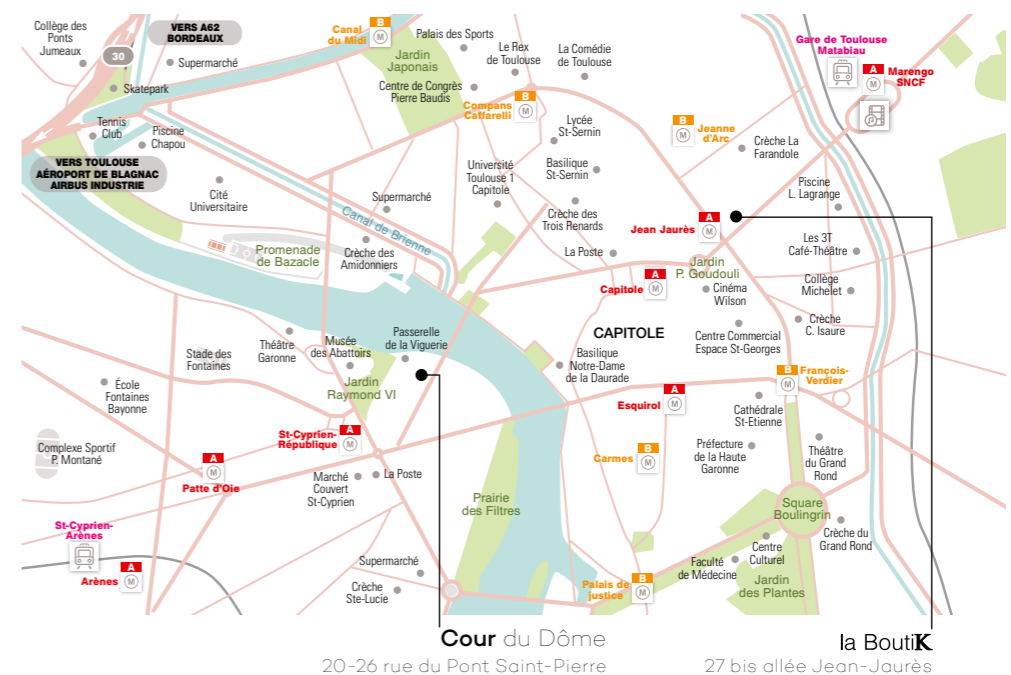 Collège des
Ponts
Jumeaux
VERS A62
BORDEAUX
30
Supermarché
Skatepark
Canal
du Midi
B
M
Palais des Sports
Jardin
Japonais
Le Rex
de Toulouse
La Comédie
de Toulouse
Centre de Congrès
Pierre Baudis
Compans
Caffarelli
B
M
Gare de Toulouse
Matabiau
A
M
Marengo
SNCF
Tennis
Club
Piscine
Chapou
VERS TOULOUSE
AÉROPORT DE BLAGNAC
AIRBUS INDUSTRIE
Lycée
St-Sernin
B
M
Jeanne
d'Arc
Crèche La
Farandole
Cité
Universitaire
Supermarché
Université
Toulouse 1
Capitole
Basilique
St-Sernin
Piscine
L. Lagrange
Canal de Brienne
Crèche des
Trois Renards
Jean Jaurès
A
M
Promenade
de Bazacle
Crèche des
Amidonniers
La Poste
Les 3T
Café-Théâtre
Jardin
P. Goudouli
Capitole
A
M
Cinéma
Wilson
Collège
Michelet
Crèche
C. Isaure
CAPITOLE
Centre Commercial
Espace St-Georges
Théâtre
Garonne
Musée
des Abattoirs
Passerelle
de la Viguerie
Stade des
Fontaines
Basilique
Notre-Dame
de la Daurade
Jardin
Raymond VI
École
Fontaines
Bayonne
B
M
François-
Verdier
Esquirol
A
M
Cathédrale
St-Etienne
St-Cyprien-
République
A
M
Complexe Sportif
P. Montané
A
M
Patte d'Oie
Marché
Couvert
St-Cyprien
La Poste
Carmes
B
M
Préfecture
de la Haute
Garonne
Théâtre
du Grand
Rond
Prairie
des Filtres
Square
Boulingrin
St-Cyprien-
Arènes
Arènes
A
M
Crèche du
Grand Rond
Centre
Culturel
Faculté
de Médecine
Supermarché
Crèche
Ste-Lucie
Palais de
justice
B
M
Jardin
des Plantes
Cour du Dôme
20-26 rue du Pont Saint-Pierre
la BoutiK
27 bis allée Jean-Jaurès